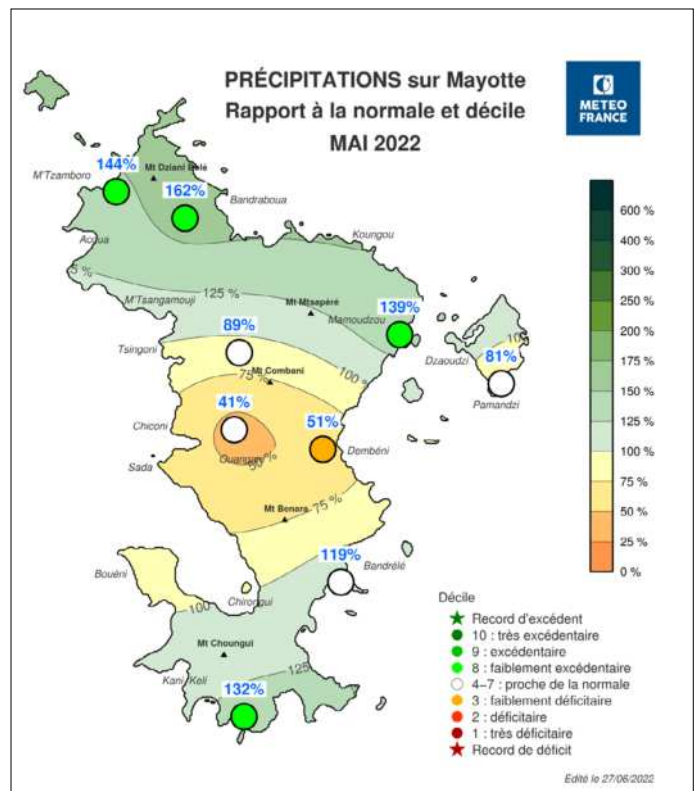 PRÉCIPITATIONS sur Mayotte
Rapport à la normale et décile
MAI 2022
METEO
FRANCE
144%
Mt Dziani Bolé
M'Tzamboro
162%
Bandraboua
Acoua
Koungou
5 %
125 %
M'Tsangamouji
Mt Mtsapéré
139%
Mamoudzou
89%
Tsingoni
100 %
100
81%
Dzaoudzi
75 %
Mt Combani
Pamandzi
41%
51%
Chiconi
Dembéni
50 %
Sada
75 %
Mt Benara
119%
Bandrélé
Bouéni
100
Chirongui
Mt Choungui
125
Kani Kéli
132%
600 %
400 %
300 %
250 %
200 %
175 %
150 %
125 %
100 %
75 %
50 %
25 %
0 %
Décile
Record d'excédent
10 : très excédentaire
9 : excédentaire
8 : faiblement excédentaire
4–7 : proche de la normale
3 : faiblement déficitaire
2 : déficitaire
1 : très déficitaire
Record de déficit
Edité le 27/06/2022